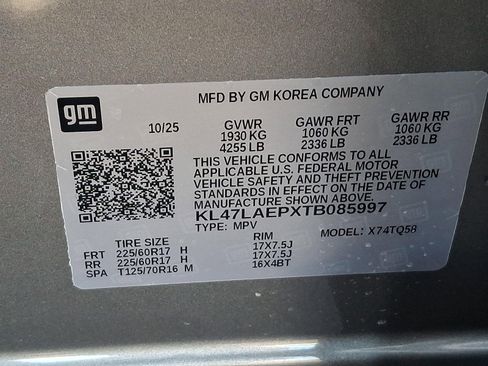 gm
MFD BY GM KOREA COMPANY
10/25 GVWR GAWR FRT GAWR RR
1930 KG 1060 KG 1060 KG
4255 LB 2336 LB 2336 LB
THIS VEHICLE CONFORMS TO ALL
APPLICABLE U.S. FEDERAL MOTOR
VEHICLE SAFETY AND THEFT
PREVENTION STANDARDS IN
EFFECT ON THE DATE OF
MANUFACTURE SHOWN ABOVE.
KL47LAEPXTB085997
TYPE: MPV MODEL: X74TQ58
TIRE SIZE RIM
FRT 225/60R17 H 17X7.5J
RR 225/60R17 H 17X7.5J
SPA T125/70R16 M 16X4BT